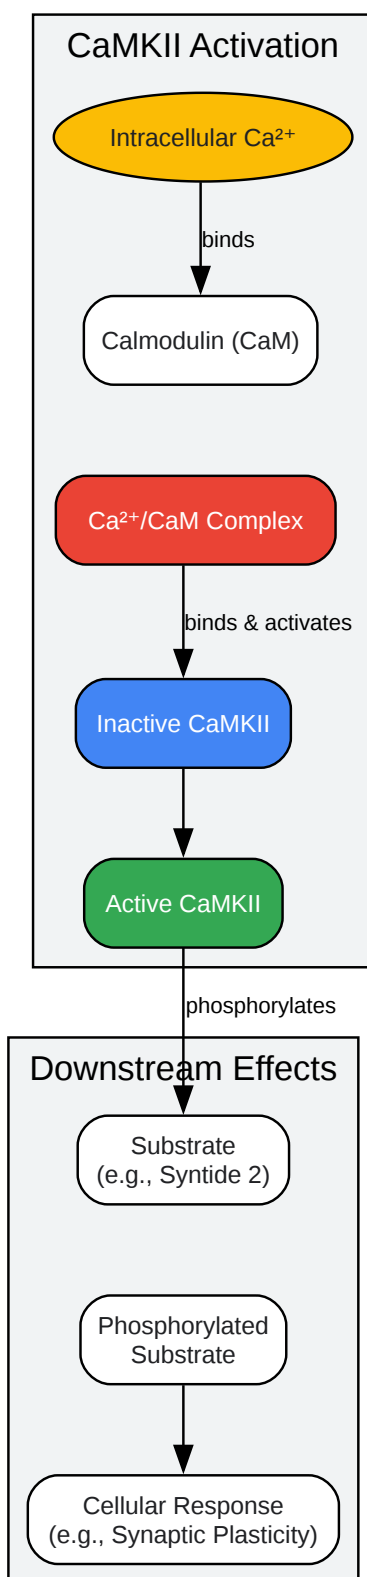 CaMKII Activation
Intracellular Ca²⁺
binds
Calmodulin (CaM)
Ca²⁺/CaM Complex
binds & activates
Inactive CaMKII
Active CaMKII
phosphorylates
Downstream Effects
Substrate
(e.g., Syntide 2)
Phosphorylated
Substrate
Cellular Response
(e.g., Synaptic Plasticity)